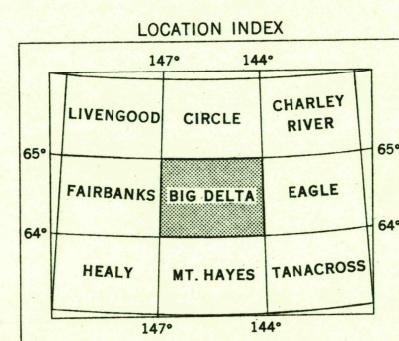 LOCATION INDEX
147° 144°
LIVENGOOD CIRCLE CHARLEY RIVER
65° 65°
FAIRBANKS BIG DELTA EAGLE
64° 64°
HEALY MT. HAYES TANACROSS
147° 144°